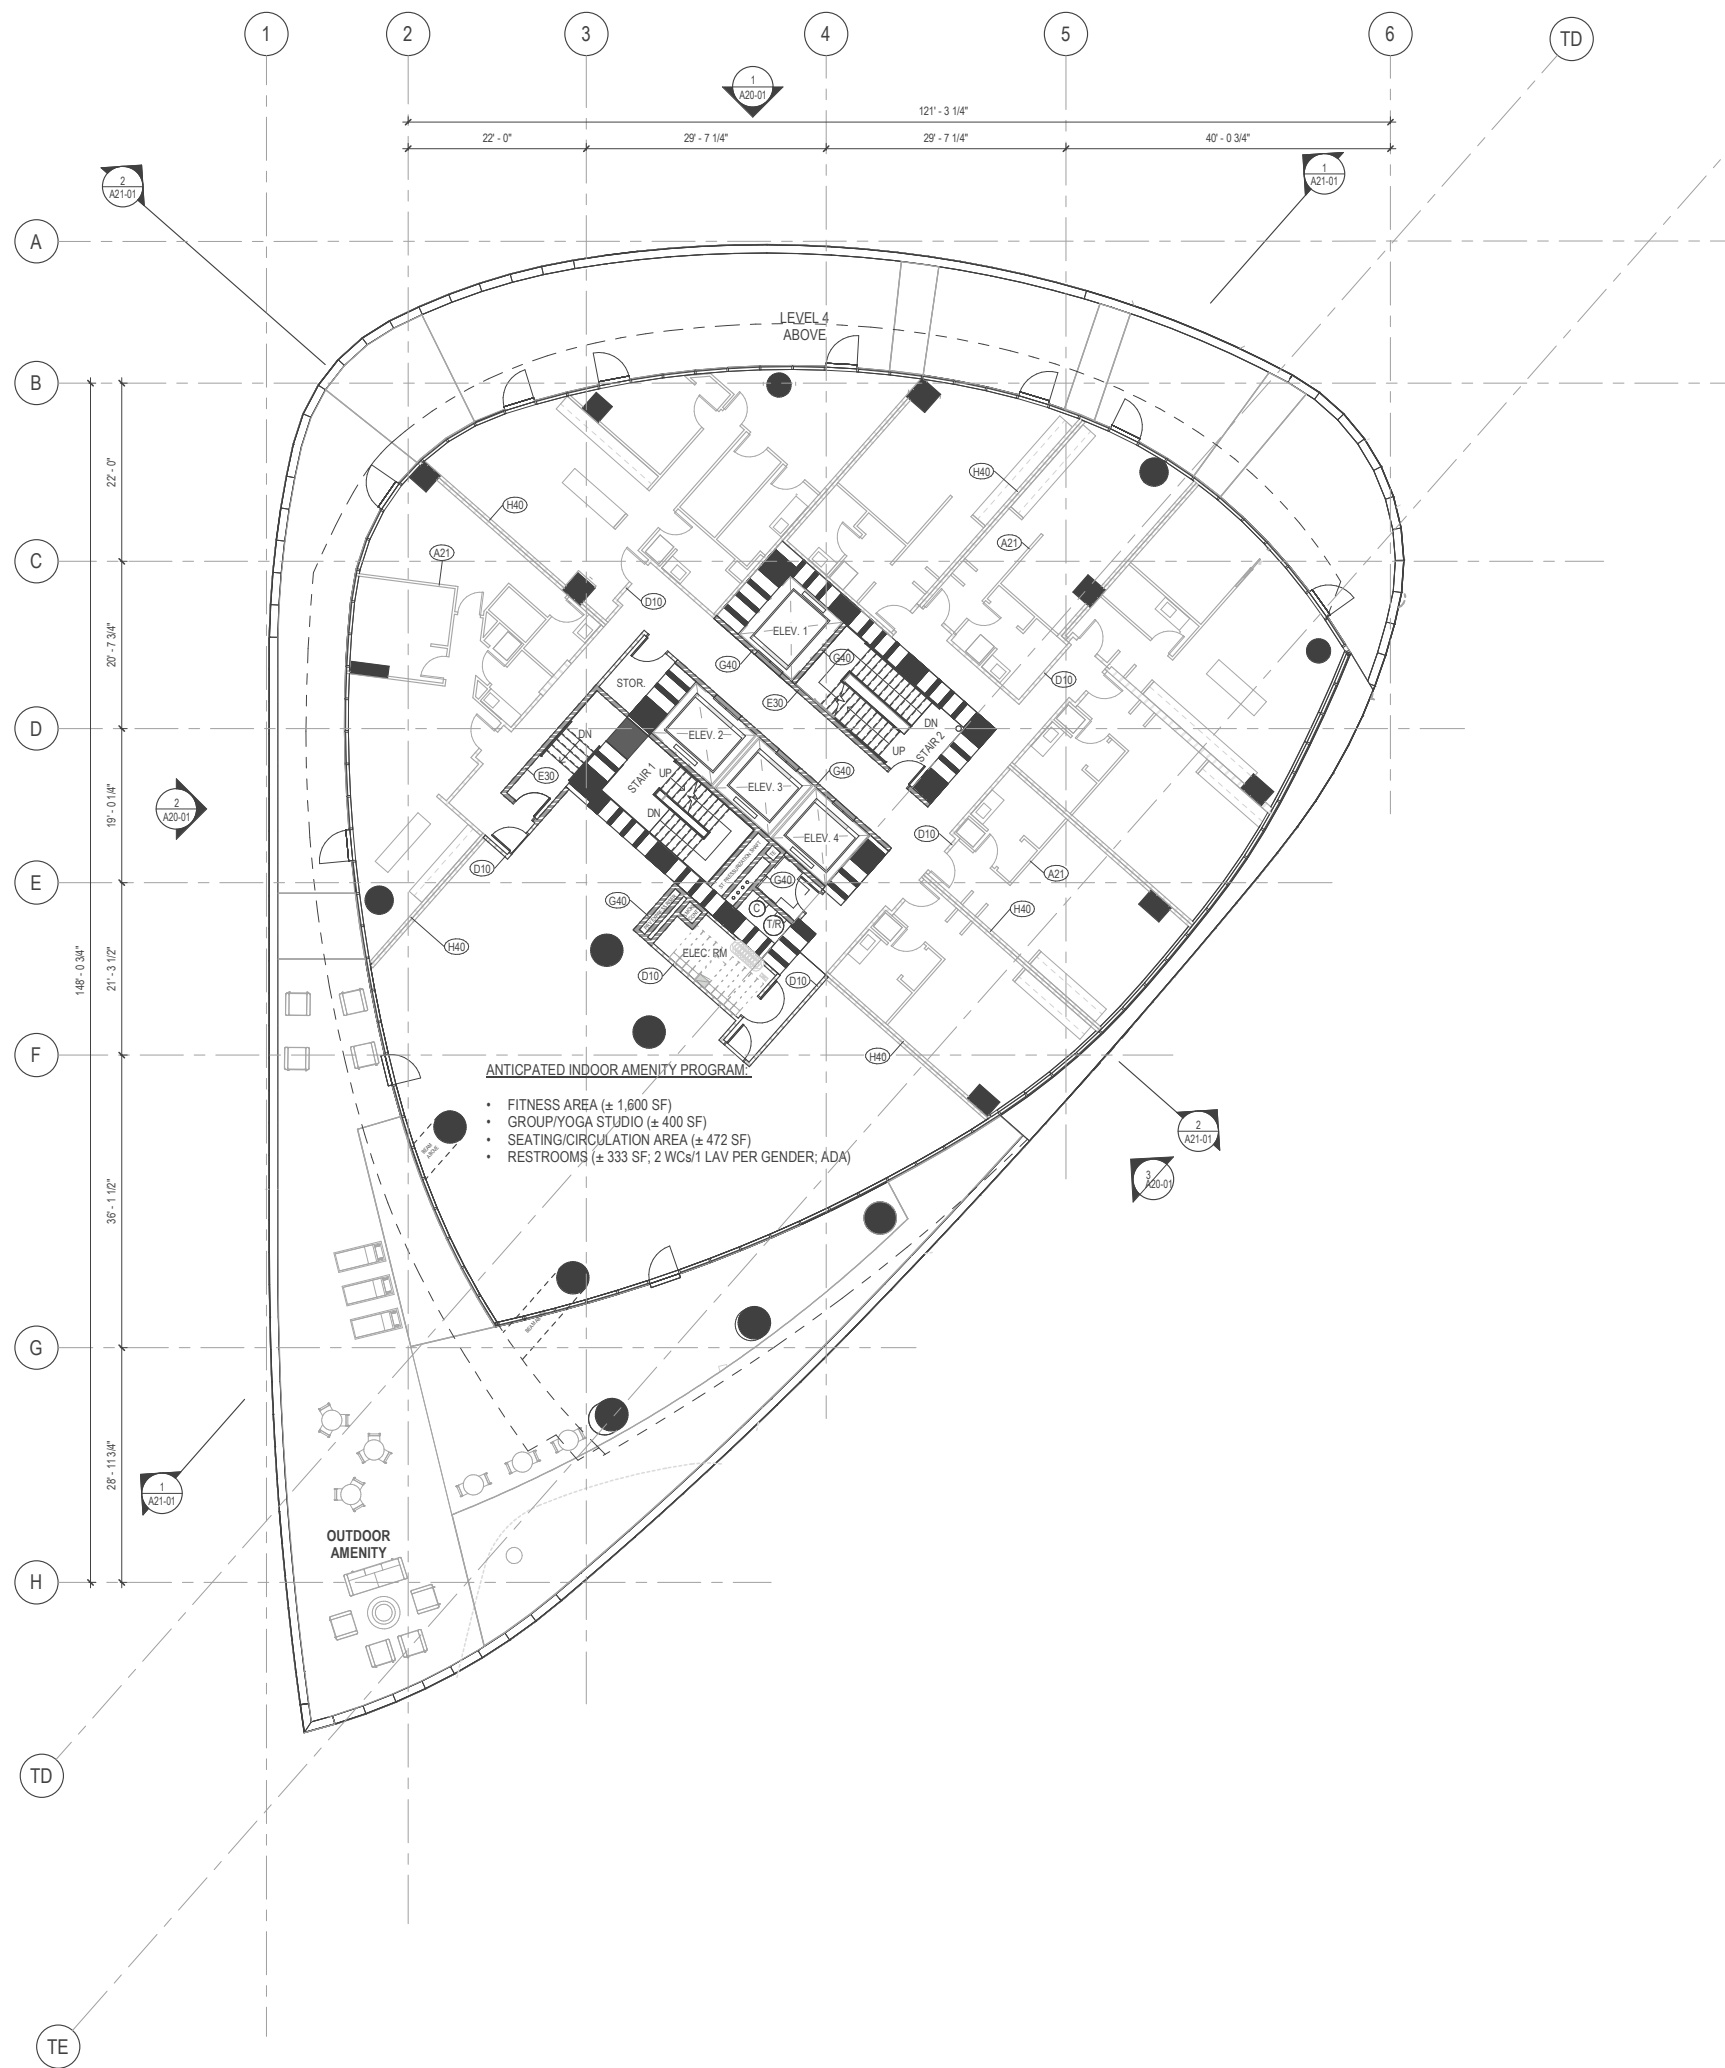 1
2
3
4
5
6
TD
1
A20-01
121' - 3 1/4"
22' - 0"
29' - 7 1/4"
29' - 7 1/4"
40' - 0 3/4"
2
A21-01
1
A21-01
A
LEVEL 4
ABOVE
B
22' - 0"
H40
H40
A21
A21
C
D10
20' - 7 3/4"
ELEV. 1
G40
G40
STOR.
D10
E30
D
DN
ELEV. 2
DN
UP
STAIR 2
E30
STAIR 1
UP
G40
ELEV. 3
2
A20-01
19' - 0 1/4"
DN
ELEV. 4
D10
D10
ST. PRESSURIZATION SHAFT
E
G40
A21
G40
C
H40
T/R
H40
148' - 0 3/4"
21' - 3 1/2"
ELEC. RM
D10
D10
F
H40
ANTICPATED INDOOR AMENITY PROGRAM:
• FITNESS AREA (± 1,600 SF)
• GROUP/YOGA STUDIO (± 400 SF)
• SEATING/CIRCULATION AREA (± 472 SF)
• RESTROOMS (± 333 SF; 2 WCs/1 LAV PER GENDER; ADA)
BEAM
ABOVE
2
A21-01
3
A20-01
36' - 1 1/2"
G
28' - 11 3/4"
1
A21-01
OUTDOOR
AMENITY
H
TD
TE